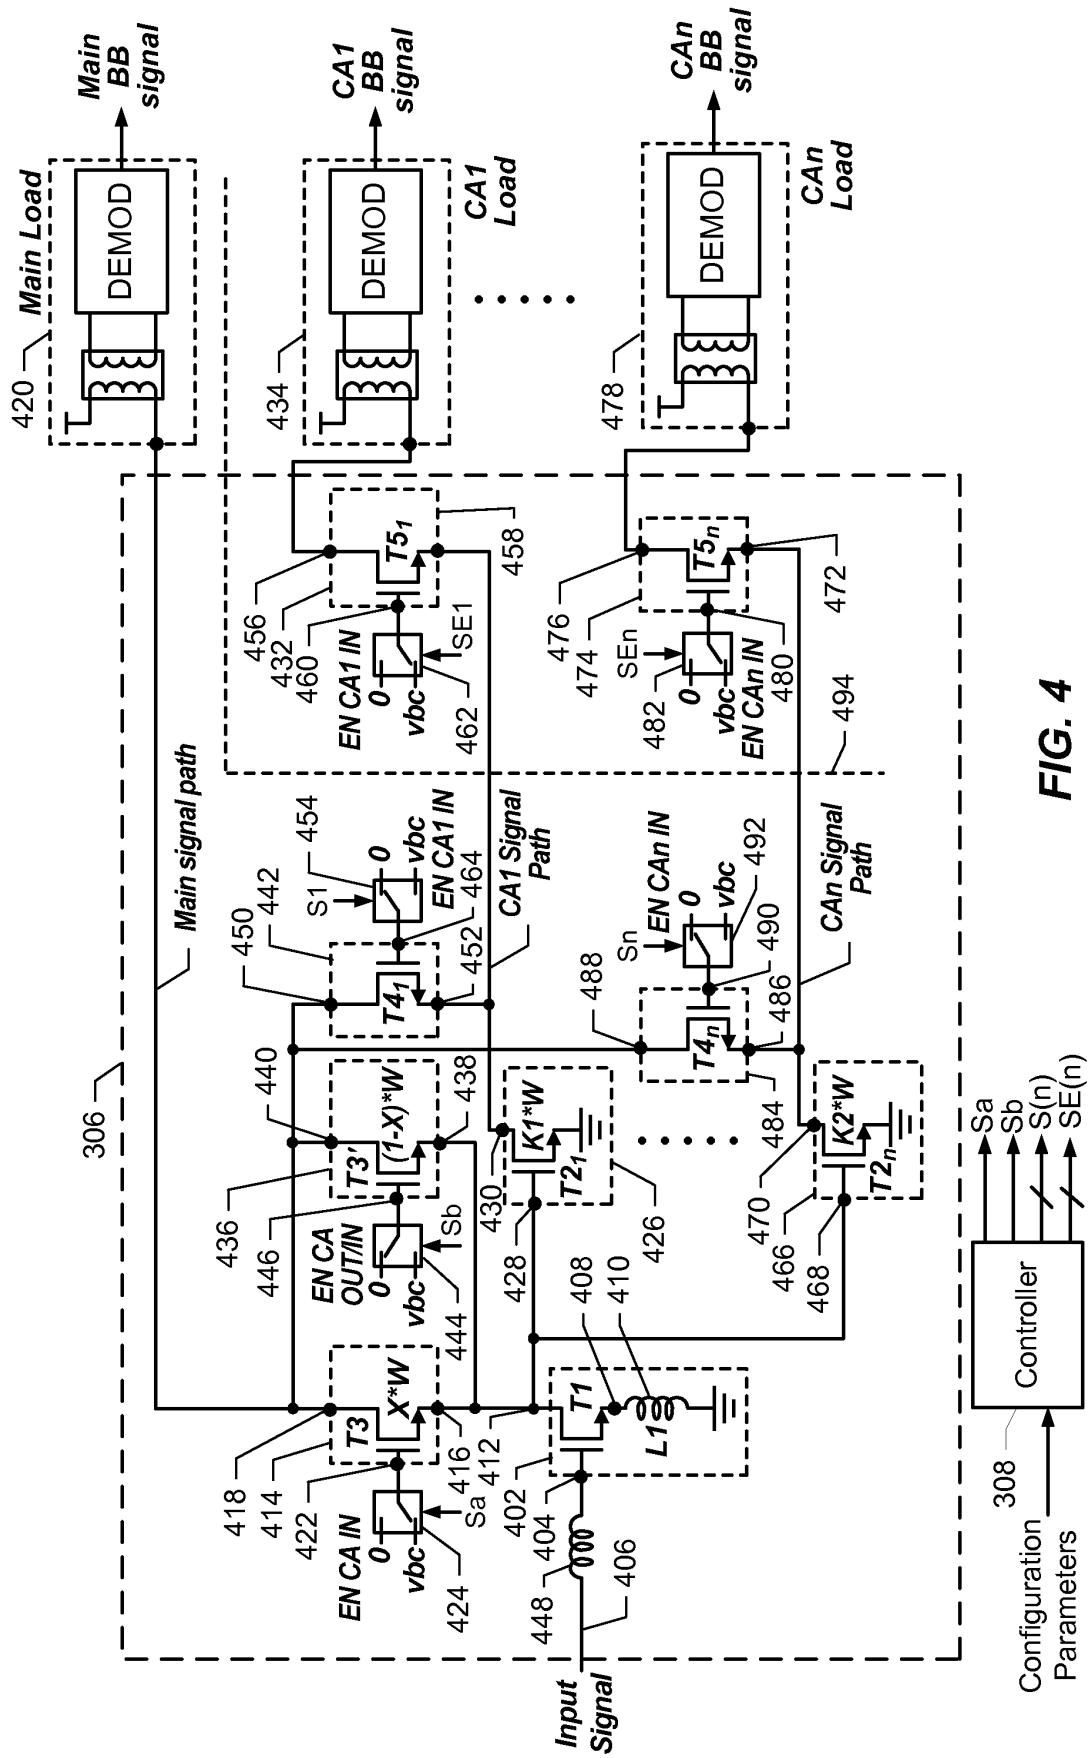 306
Main signal path
420
Main Load
DEMOD
Main
BB
signal
434
DEMOD
CA1
Load
CA1
BB
signal
478
DEMOD
CAn
Load
CAn
BB
signal
418
414
422
EN CA IN
0
vbc
424
Sa
T3
X*W
416
412
440
436
446
EN CA
OUT/IN
0
vbc
444
Sb
T3'
(1-X)*W
438
450
442
T4₁
452
S1
454
0
vbc
EN CA1 IN
464
CA1 Signal
Path
456
432
460
EN CA1 IN
0
vbc
462
SE1
T5₁
458
430
428
K1*W
T2₁
426
402
404
T1
408
410
L1
448
406
Input
Signal
488
T4ₙ
484
486
490
Sn
EN CAn IN
0
vbc
492
CAn Signal
Path
476
474
SEn
482
0
vbc
EN CAn IN
T5ₙ
480
472
494
470
466
468
K2*W
T2ₙ
Configuration
Parameters
308
Controller
Sa
Sb
S(n)
SE(n)
FIG. 4